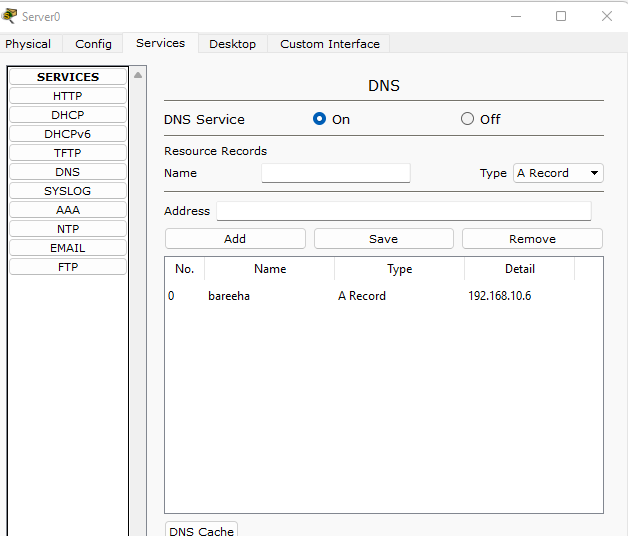 Server0
Physical Config Services Desktop Custom Interface
SERVICES
HTTP
DHCP
DHCPv6
TFTP
DNS
SYSLOG
AAA
NTP
EMAIL
FTP
DNS
DNS Service On Off
Resource Records
Name Type A Record
Address
Add Save Remove
No. Name Type Detail
0 bareeha A Record 192.168.10.6
DNS Cache